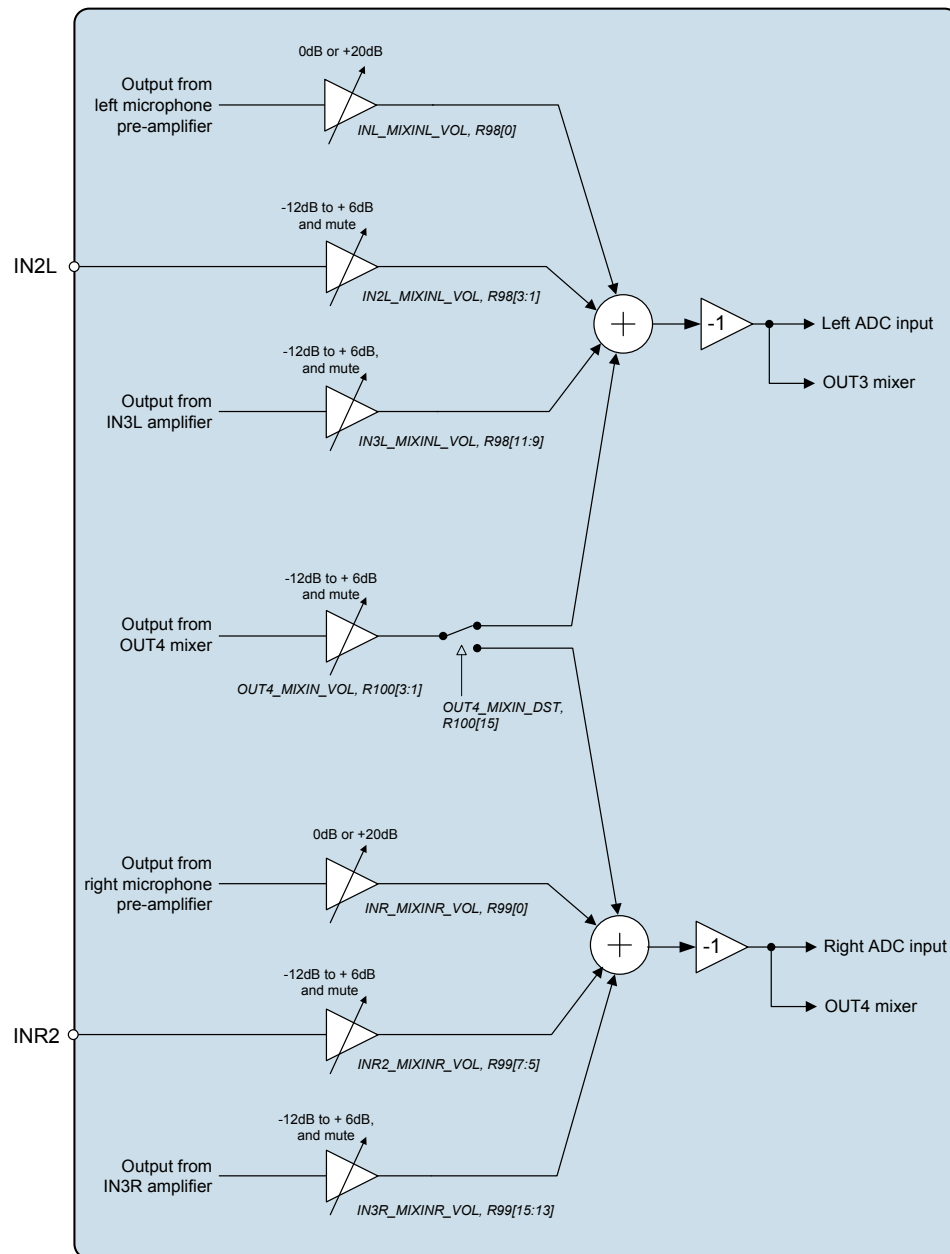 0dB or +20dB
Output from
left microphone
pre-amplifier
INL_MIXINL_VOL, R98[0]
-12dB to + 6dB
and mute
IN2L
IN2L_MIXINL_VOL, R98[3:1]
+
-1
Left ADC input
OUT3 mixer
-12dB to + 6dB,
and mute
Output from
IN3L amplifier
IN3L_MIXINL_VOL, R98[11:9]
-12dB to + 6dB
and mute
Output from
OUT4 mixer
OUT4_MIXIN_VOL, R100[3:1]
OUT4_MIXIN_DST,
R100[15]
0dB or +20dB
Output from
right microphone
pre-amplifier
INR_MIXINR_VOL, R99[0]
+
-1
Right ADC input
OUT4 mixer
-12dB to + 6dB
and mute
INR2
INR2_MIXINR_VOL, R99[7:5]
-12dB to + 6dB,
and mute
Output from
IN3R amplifier
IN3R_MIXINR_VOL, R99[15:13]